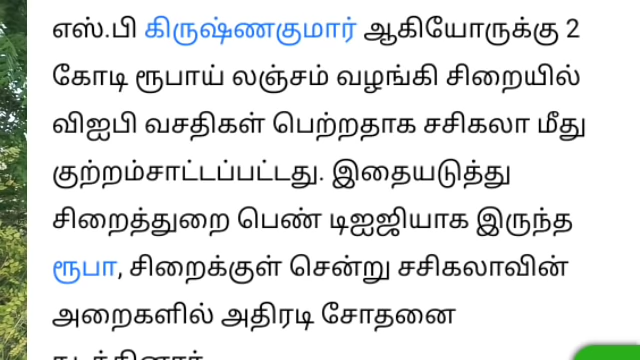 எஸ்.பி கிருஷ்ணகுமார் ஆகியோருக்கு 2
கோடி ரூபாய் லஞ்சம் வழங்கி சிறையில்
விஐபி வசதிகள் பெற்றதாக சசிகலா மீது
குற்றம்சாட்டப்பட்டது. இதையடுத்து
சிறைத்துறை பெண் டிஐஜியாக இருந்த
ரூபா, சிறைக்குள் சென்று சசிகலாவின்
அறைகளில் அதிரடி சோதனை